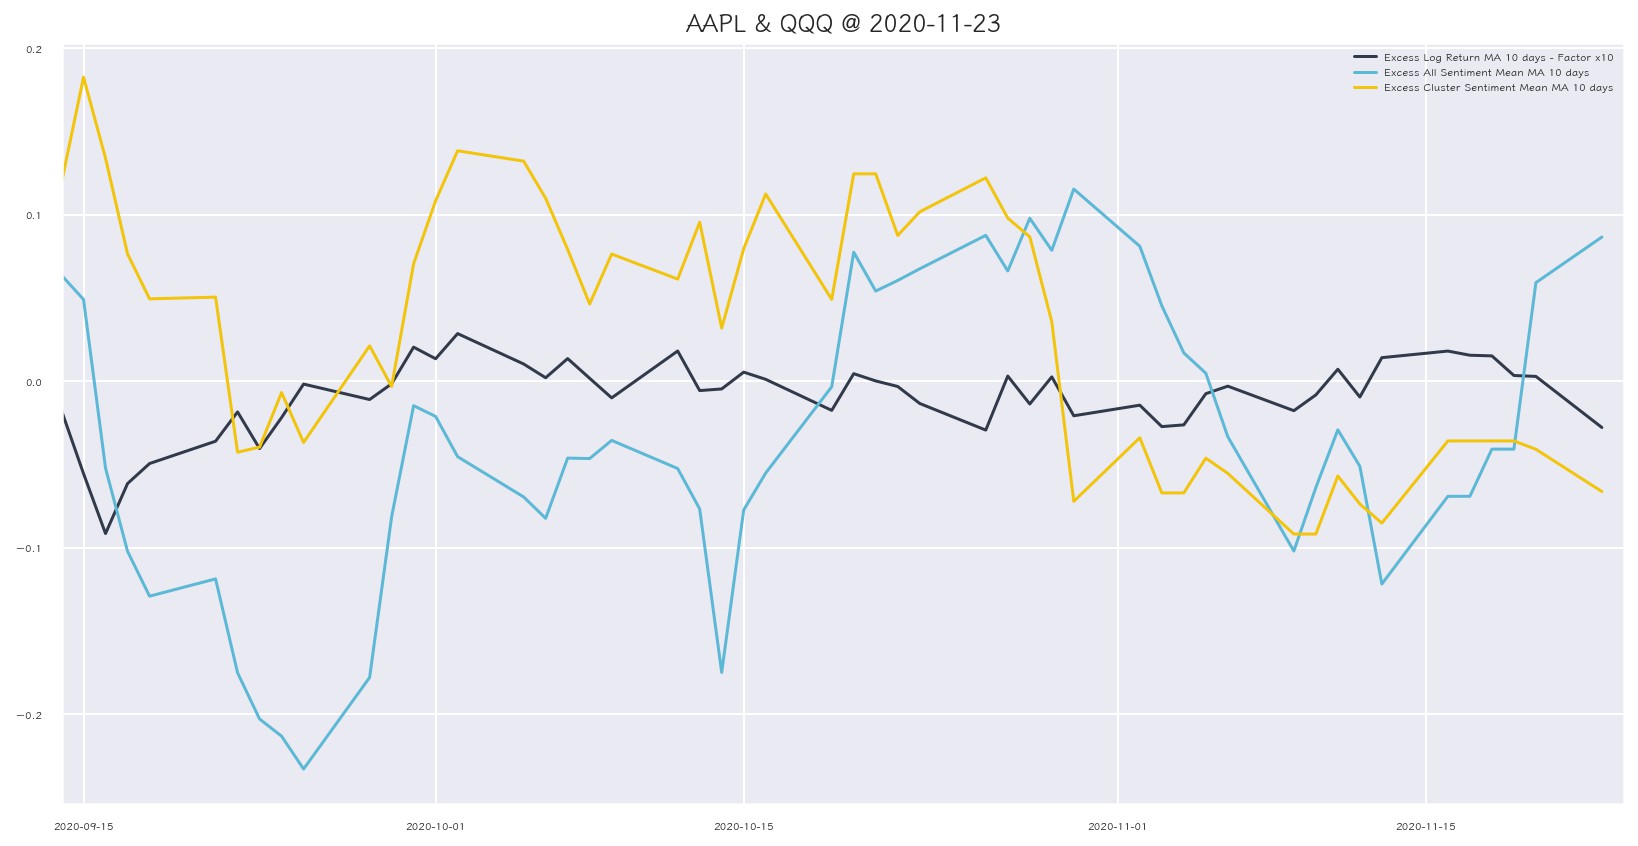 AAPL & QQQ @ 2020-11-23
Excess Log Return MA 10 days - Factor x10
Excess All Sentiment Mean MA 10 days
Excess Cluster Sentiment Mean MA 10 days
0.2
0.1
0.0
−0.1
−0.2
2020-09-15
2020-10-01
2020-10-15
2020-11-01
2020-11-15